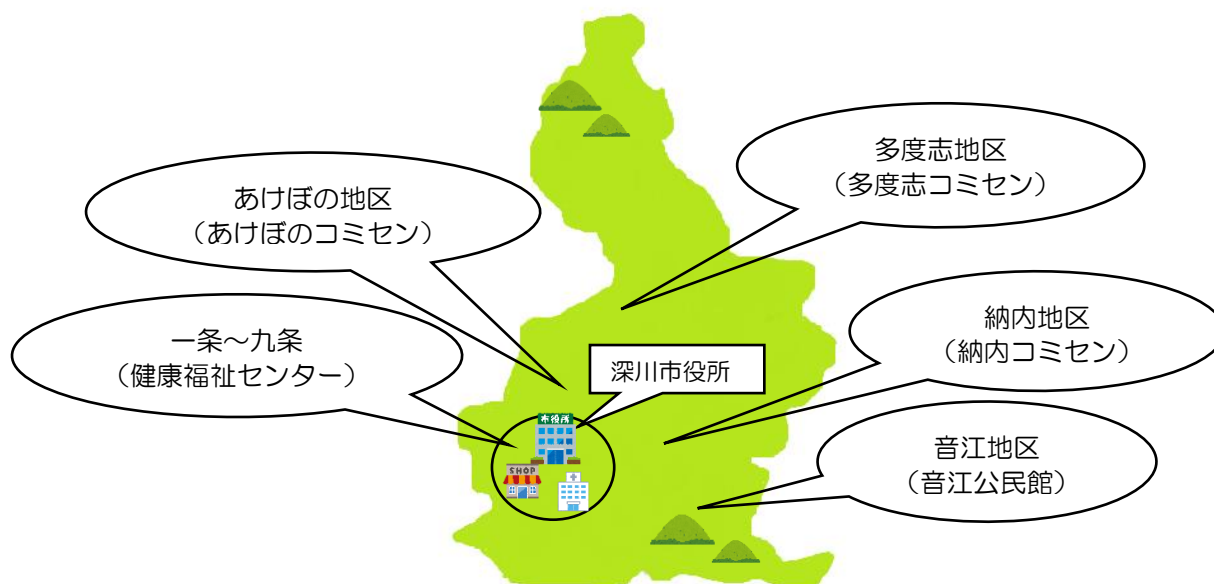 多度志地区
（多度志コミセン）
あけぼの地区
（あけぼのコミセン）
一条～九条
（健康福祉センター）
深川市役所
納内地区
（納内コミセン）
市役所
SHOP
音江地区
（音江公民館）